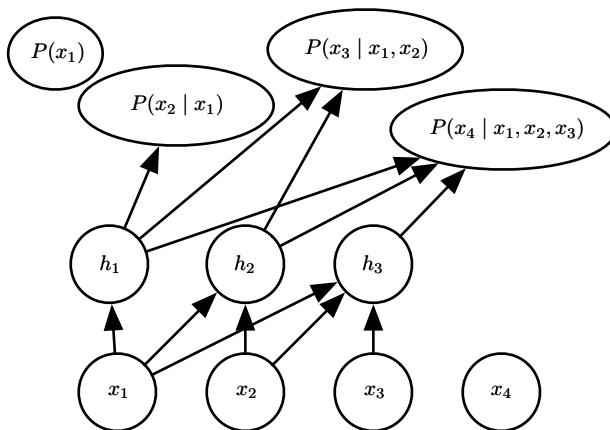 P(x₁)
P(x₃ | x₁, x₂)
P(x₂ | x₁)
P(x₄ | x₁, x₂, x₃)
h₁
h₂
h₃
x₁
x₂
x₃
x₄